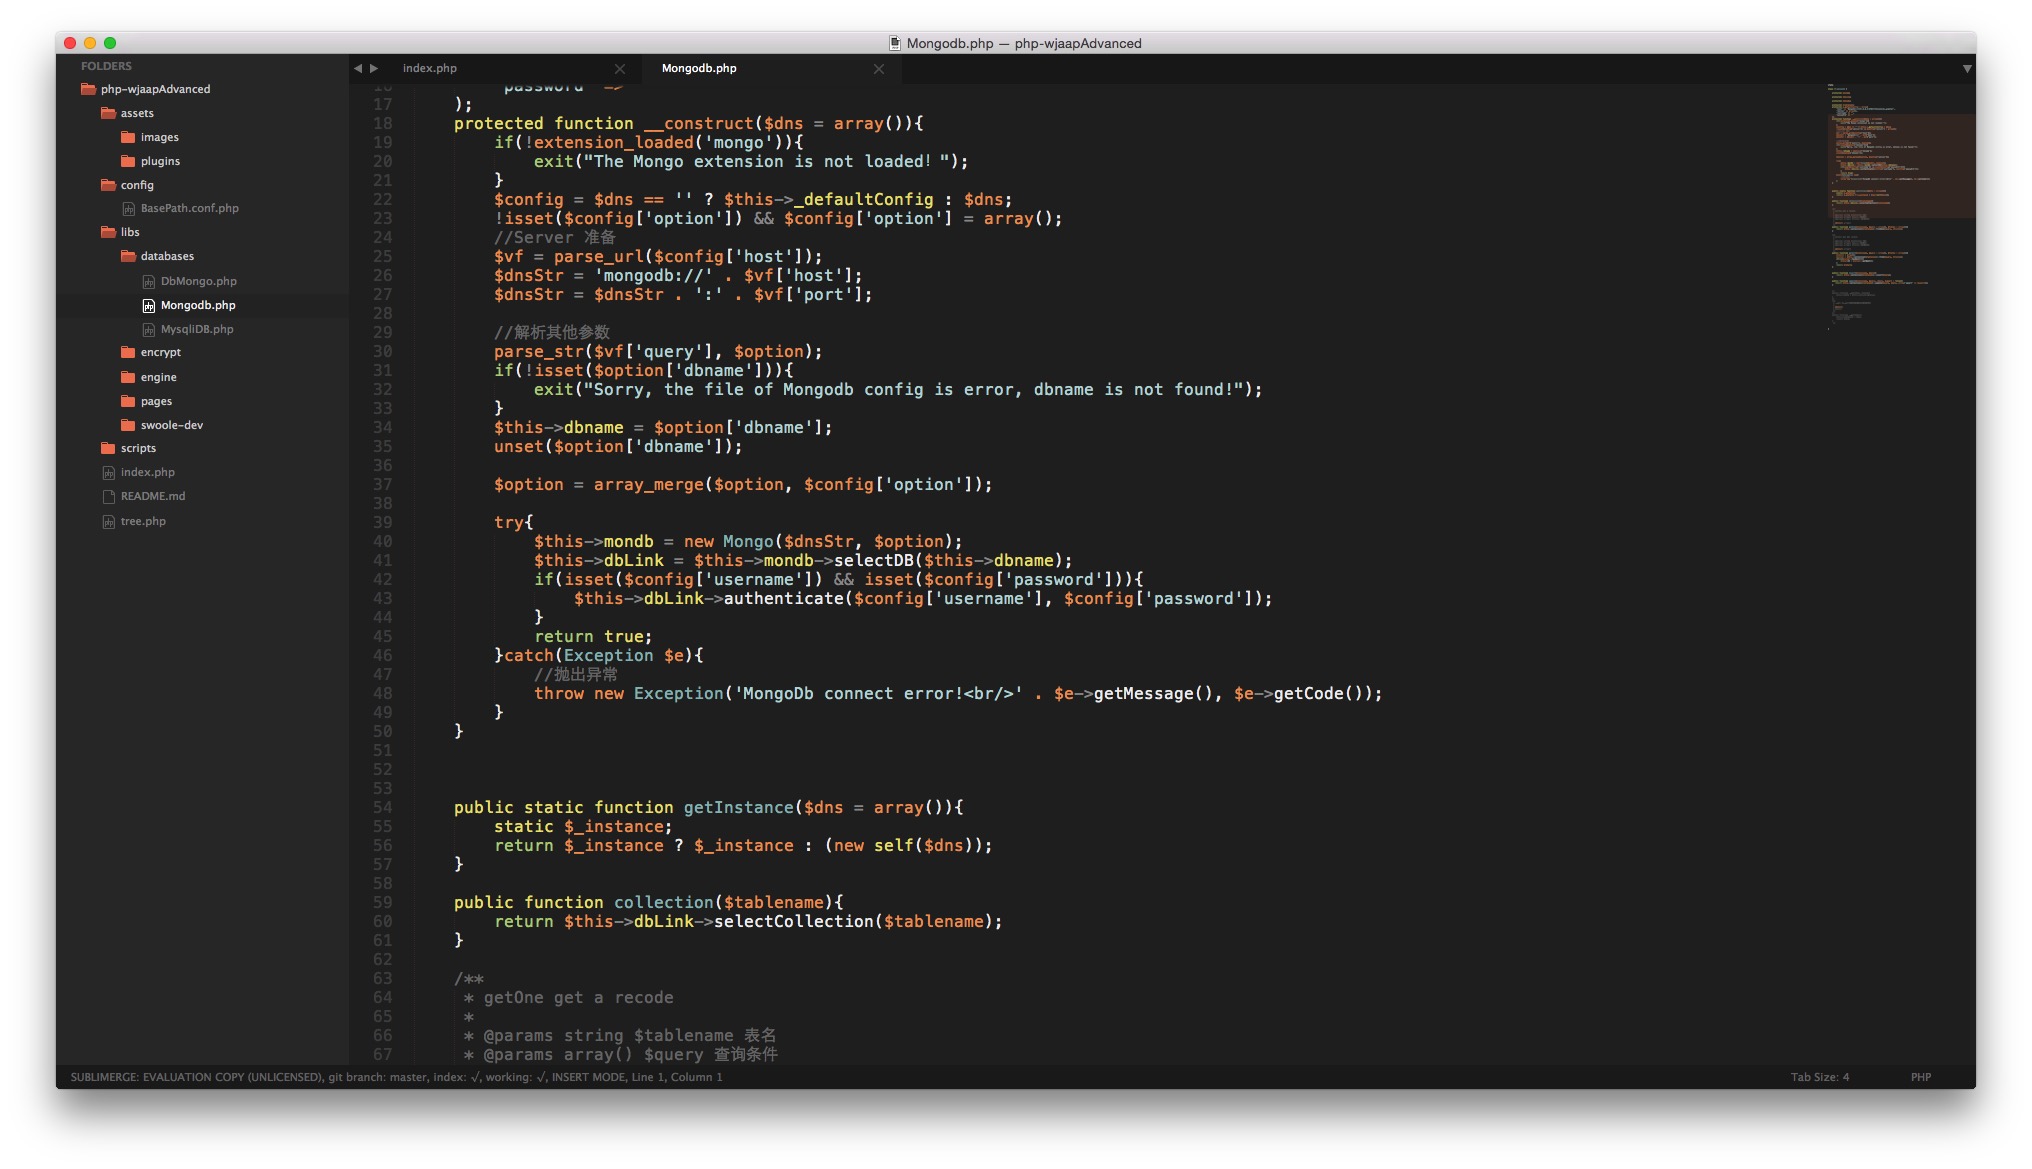 Mongodb.php — php-wjaapAdvanced
FOLDERS
php-wjaapAdvanced
assets
images
plugins
config
BasePath.conf.php
libs
databases
DbMongo.php
Mongodb.php
MysqliDB.php
encrypt
engine
pages
swoole-dev
scripts
index.php
README.md
tree.php
index.php
Mongodb.php
16 'password' =>
17 );
18 protected function __construct($dns = array()){
19 if(!extension_loaded('mongo')){
20 exit("The Mongo extension is not loaded! ");
21 }
22 $config = $dns == '' ? $this->_defaultConfig : $dns;
23 !isset($config['option']) && $config['option'] = array();
24 //Server 准备
25 $vf = parse_url($config['host']);
26 $dnsStr = 'mongodb://' . $vf['host'];
27 $dnsStr = $dnsStr . ':' . $vf['port'];
28
29 //解析其他参数
30 parse_str($vf['query'], $option);
31 if(!isset($option['dbname'])){
32 exit("Sorry, the file of Mongodb config is error, dbname is not found!");
33 }
34 $this->dbname = $option['dbname'];
35 unset($option['dbname']);
36
37 $option = array_merge($option, $config['option']);
38
39 try{
40 $this->mondb = new Mongo($dnsStr, $option);
41 $this->dbLink = $this->mondb->selectDB($this->dbname);
42 if(isset($config['username']) && isset($config['password'])){
43 $this->dbLink->authenticate($config['username'], $config['password']);
44 }
45 return true;
46 }catch(Exception $e){
47 //抛出异常
48 throw new Exception('MongoDb connect error!<br/>' . $e->getMessage(), $e->getCode());
49 }
50 }
51
52
53
54 public static function getInstance($dns = array()){
55 static $_instance;
56 return $_instance ? $_instance : (new self($dns));
57 }
58
59 public function collection($tablename){
60 return $this->dbLink->selectCollection($tablename);
61 }
62
63 /**
64 * getOne get a recode
65 *
66 * @params string $tablename 表名
67 * @params array() $query 查询条件
SUBLIMERGE: EVALUATION COPY (UNLICENSED), git branch: master, index: √, working: √, INSERT MODE, Line 1, Column 1
Tab Size: 4
PHP